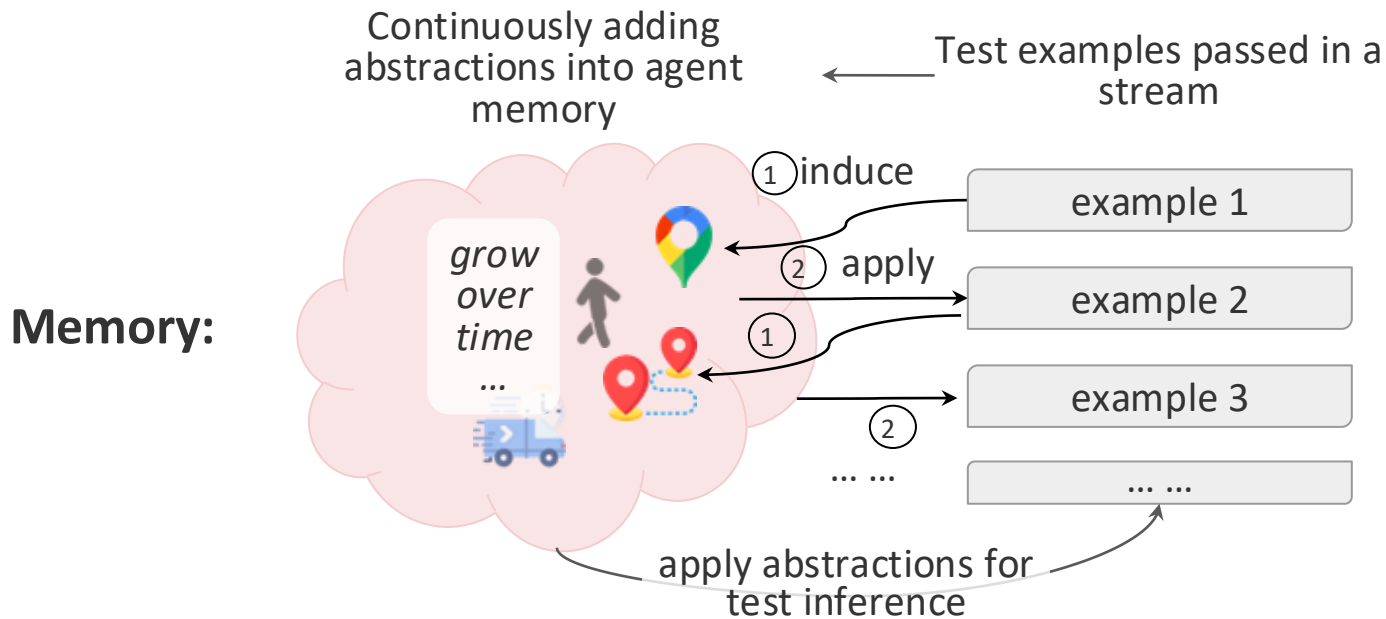 Continuously adding
abstractions into agent
memory
Test examples passed in a
stream
1 induce
example 1
grow
over
time
...
2 apply
example 2
Memory:
1
example 3
2
... ...
... ...
apply abstractions for
test inference